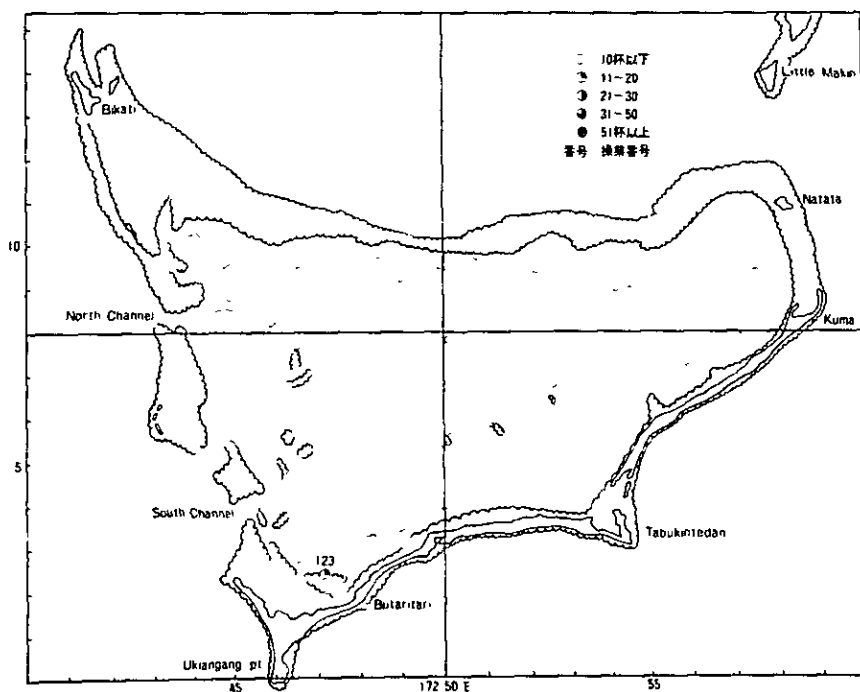 10杯以下
11~20
21~30
31~50
51杯以上
番号 操業番号
Little Makin
Bikati
Natata
10
North Channel
Kuma
5
South Channel
Tabukintedan
123
Butaritari
Ukiangang pt
45
172 50 E
55